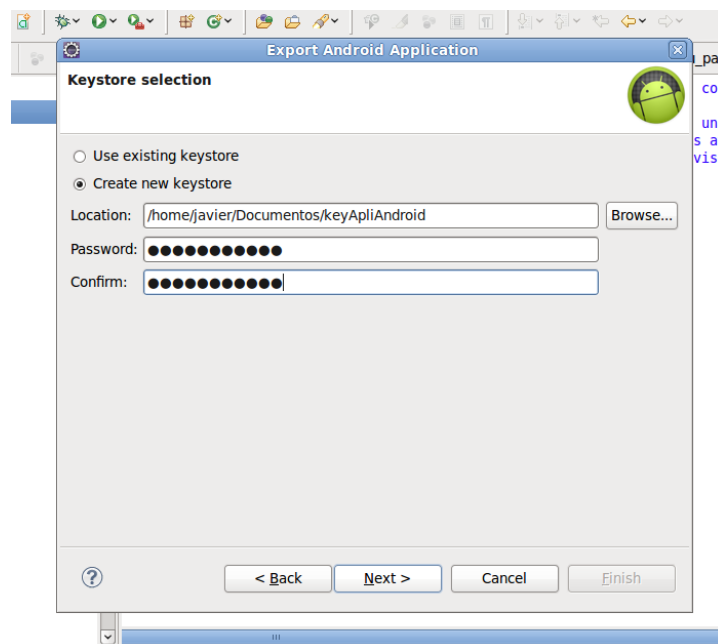 Export Android Application
Keystore selection
Use existing keystore
Create new keystore
Location: /home/javier/Documentos/keyApliAndroid Browse...
Password: ●●●●●●●●●●●
Confirm: ●●●●●●●●●●●
< Back Next > Cancel Finish
_pa
co
un
s a
vis